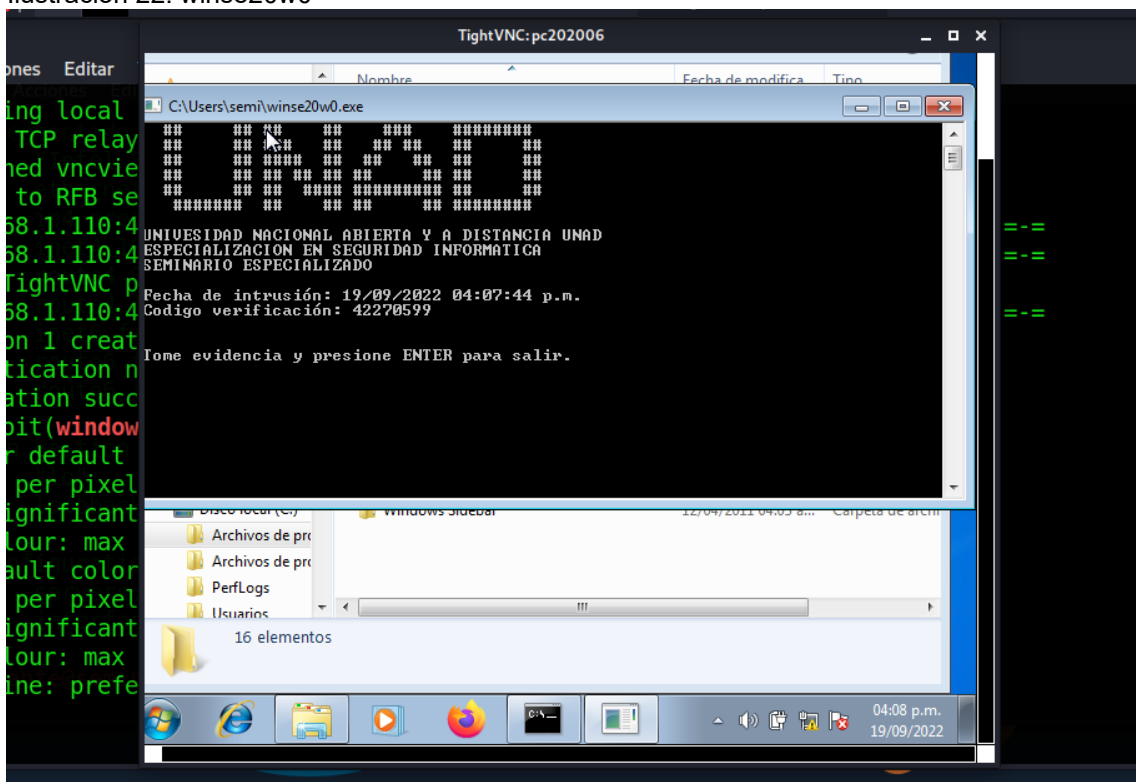 Ilustración 22. winse20w0
TightVNC: pc202006
ones Editar
Nombre
Fecha de modifica... Tipo
ing local
C:\Users\semi\winse20w0.exe
TCP relay
ned vncvie
to RFB se
UNAD
68.1.110:4
UNIVESIDAD NACIONAL ABIERTA Y A DISTANCIA UNAD
=-=
68.1.110:4
ESPECIALIZACION EN SEGURIDAD INFORMATICA
=-=
SEMINARIO ESPECIALIZADO
TightVNC p
Fecha de intrusión: 19/09/2022 04:07:44 p.m.
68.1.110:4
Codigo verificación: 42270599
=-=
on 1 creat
Tome evidencia y presione ENTER para salir.
tication n
ation succ
oit(window
r default
per pixel
ignificant
Disco local (C:)
Windows Sidebar
12/04/2011 04:05 a...
Carpeta de archi
lour: max
Archivos de pro
ault color
Archivos de pro
per pixel
PerfLogs
ignificant
Usuarios
lour: max
16 elementos
ine: prefe
04:08 p.m.
19/09/2022